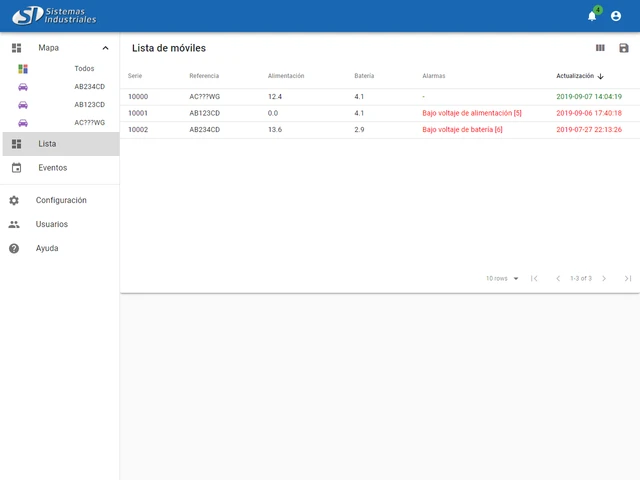 Sistemas
Industriales
4
Mapa
Todos
AB234CD
AB123CD
AC???WG
Lista
Eventos
Configuración
Usuarios
Ayuda
Lista de móviles
Serie Referencia Alimentación Batería Alarmas Actualización
10000 AC???WG 12.4 4.1 - 2019-09-07 14:04:19
10001 AB123CD 0.0 4.1 Bajo voltaje de alimentación [5] 2019-09-06 17:40:18
10002 AB234CD 13.6 2.9 Bajo voltaje de batería [6] 2019-07-27 22:13:26
10 rows 1-3 of 3